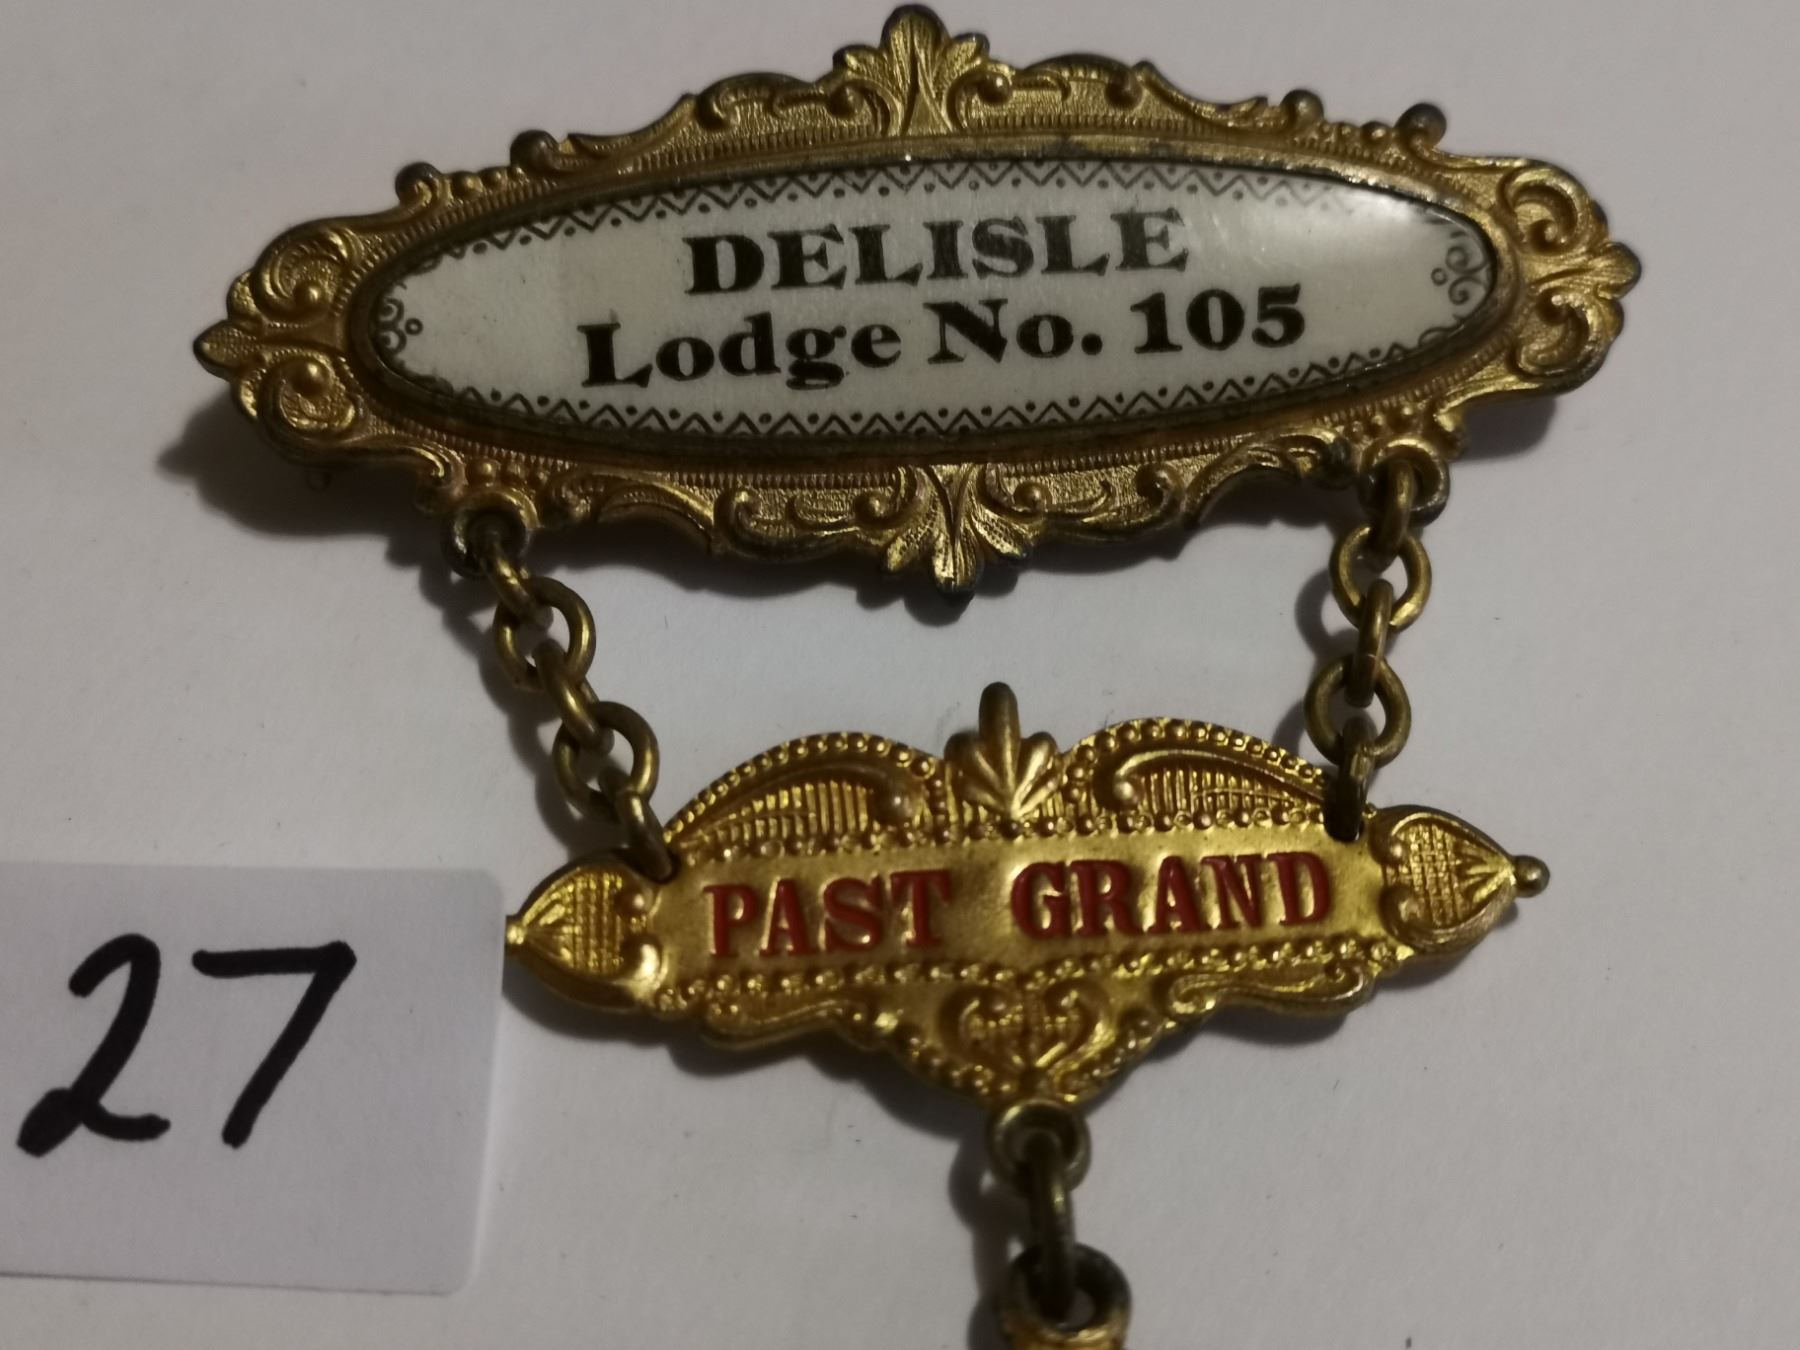 DELISLE
Lodge No. 105
PAST GRAND
27